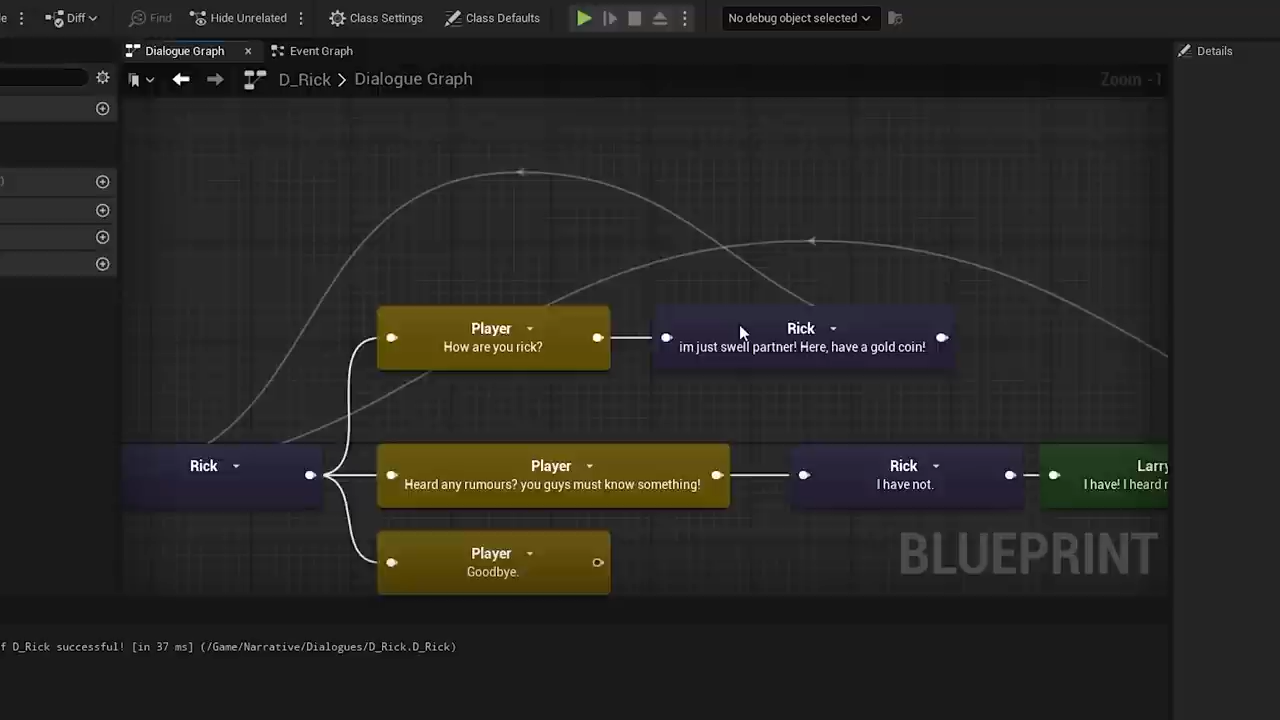 Diff
Find
Hide Unrelated
Class Settings
Class Defaults
No debug object selected
Dialogue Graph
Event Graph
Details
D_Rick > Dialogue Graph
Zoom -1
Player
How are you rick?
Rick
im just swell partner! Here, have a gold coin!
Rick
Player
Heard any rumours? you guys must know something!
Rick
I have not.
Larry
I have! I heard r
Player
Goodbye.
BLUEPRINT
f D_Rick successful! [in 37 ms] (/Game/Narrative/Dialogues/D_Rick.D_Rick)